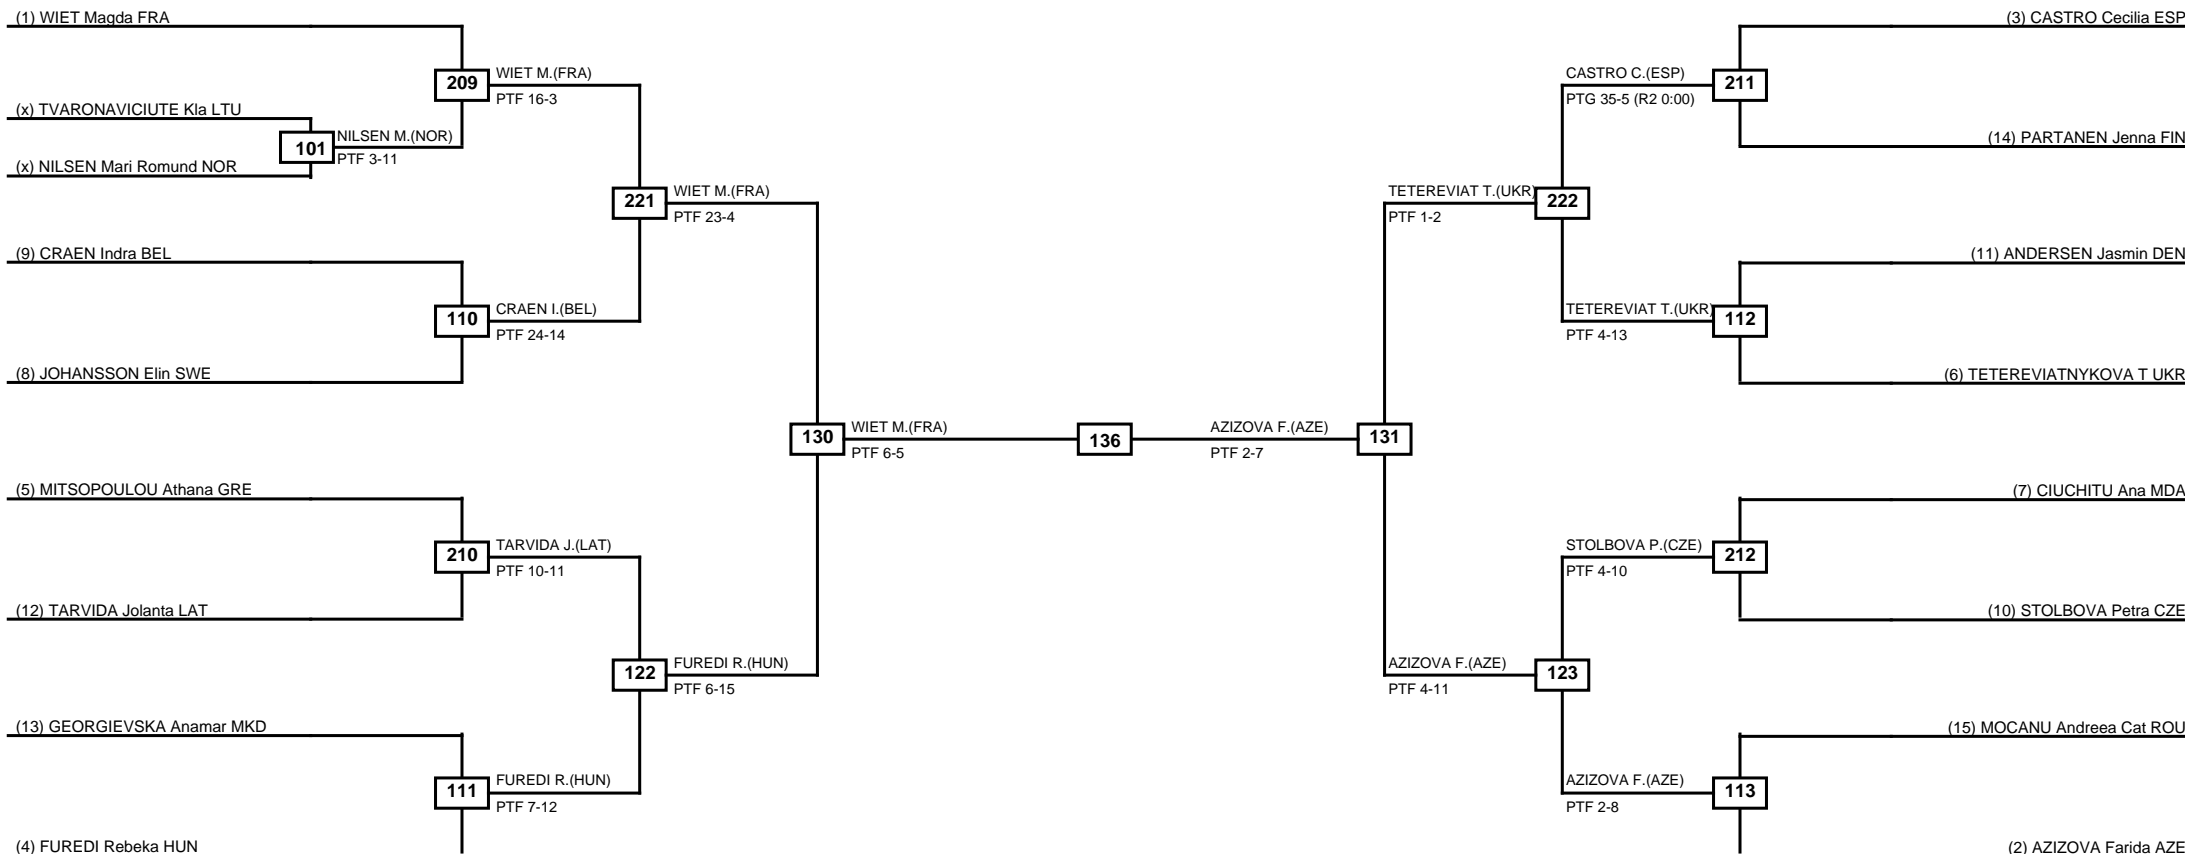 (1) WIET Magda FRA
(3) CASTRO Cecilia ESP
209
WIET M.(FRA)
PTF 16-3
CASTRO C.(ESP)
PTG 35-5 (R2 0:00)
211
(x) TVARONAVICIUTE Kla LTU
101
NILSEN M.(NOR)
PTF 3-11
(14) PARTANEN Jenna FIN
(x) NILSEN Mari Romund NOR
221
WIET M.(FRA)
PTF 23-4
TETEREVIAT T.(UKR)
PTF 1-2
222
(9) CRAEN Indra BEL
(11) ANDERSEN Jasmin DEN
110
CRAEN I.(BEL)
PTF 24-14
TETEREVIAT T.(UKR)
PTF 4-13
112
(8) JOHANSSON Elin SWE
(6) TETEREVIATNYKOVA T UKR
130
WIET M.(FRA)
PTF 6-5
136
AZIZOVA F.(AZE)
PTF 2-7
131
(5) MITSOPOULOU Athana GRE
(7) CIUCHITU Ana MDA
210
TARVIDA J.(LAT)
PTF 10-11
STOLBOVA P.(CZE)
PTF 4-10
212
(12) TARVIDA Jolanta LAT
(10) STOLBOVA Petra CZE
122
FUREDI R.(HUN)
PTF 6-15
AZIZOVA F.(AZE)
PTF 4-11
123
(13) GEORGIEVSKA Anamar MKD
(15) MOCANU Andreea Cat ROU
111
FUREDI R.(HUN)
PTF 7-12
AZIZOVA F.(AZE)
PTF 2-8
113
(4) FUREDI Rebeka HUN
(2) AZIZOVA Farida AZE